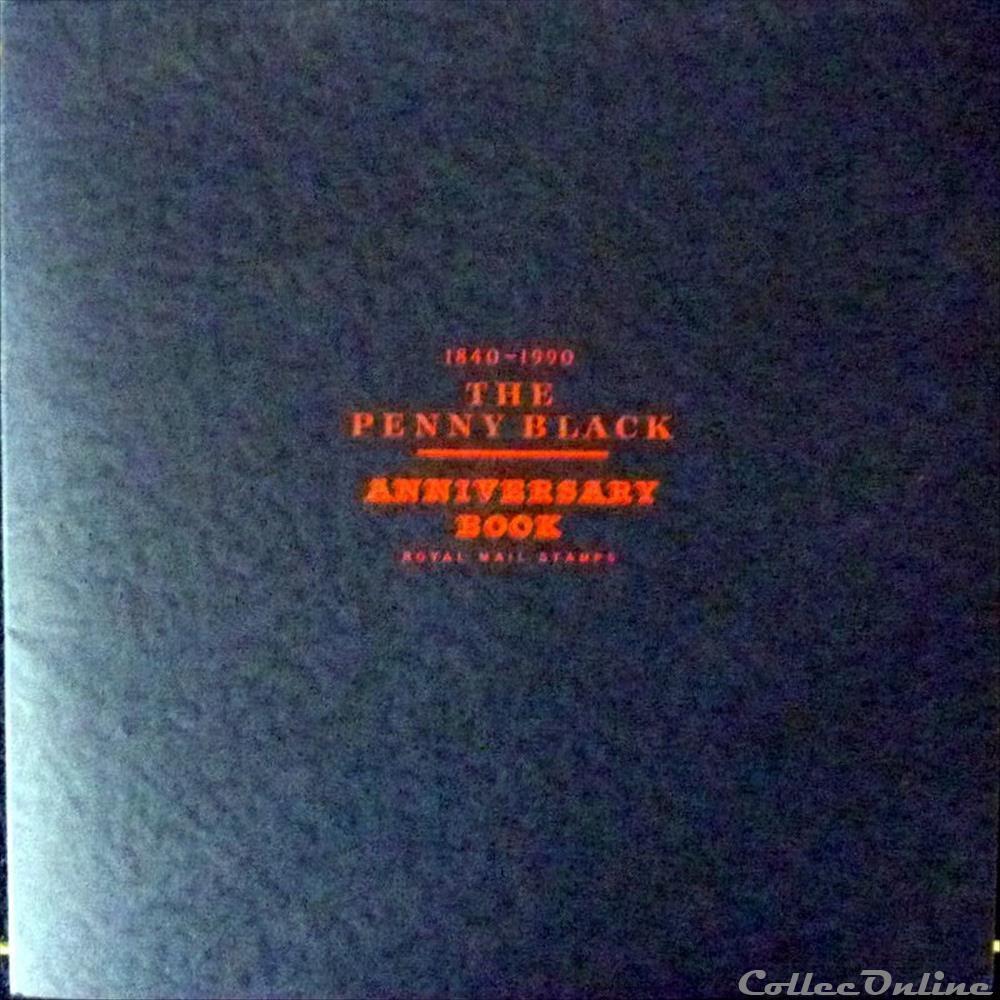 1840-1990
THE
PENNY BLACK
ANNIVERSARY
BOOK
ROYAL MAIL STAMPS
CollecOnline